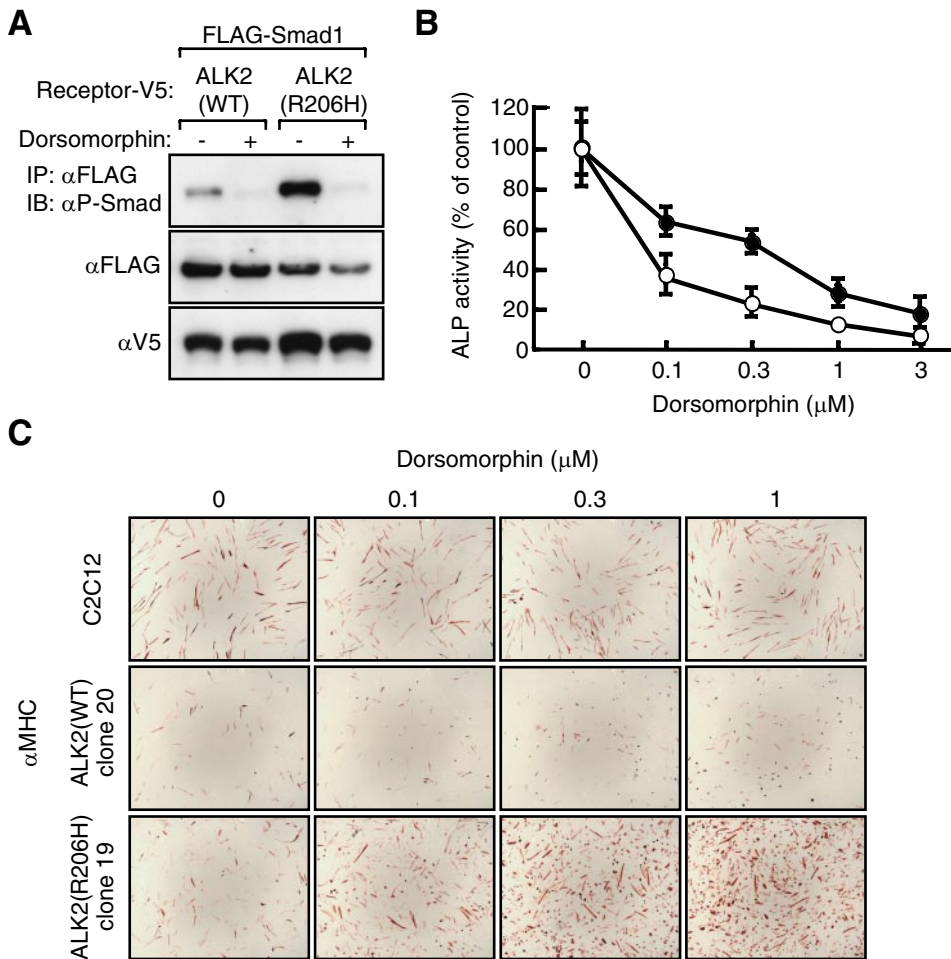 A
FLAG-Smad1
Receptor-V5:
ALK2
(WT)
ALK2
(R206H)
Dorsomorphin: - + - +
IP: αFLAG
IB: αP-Smad
αFLAG
αV5
B
ALP activity (% of control)
120
100
80
60
40
20
0
0 0.1 0.3 1 3
Dorsomorphin (μM)
C
Dorsomorphin (μM)
0 0.1 0.3 1
αMHC
C2C12
ALK2(WT)
clone 20
ALK2(R206H)
clone 19